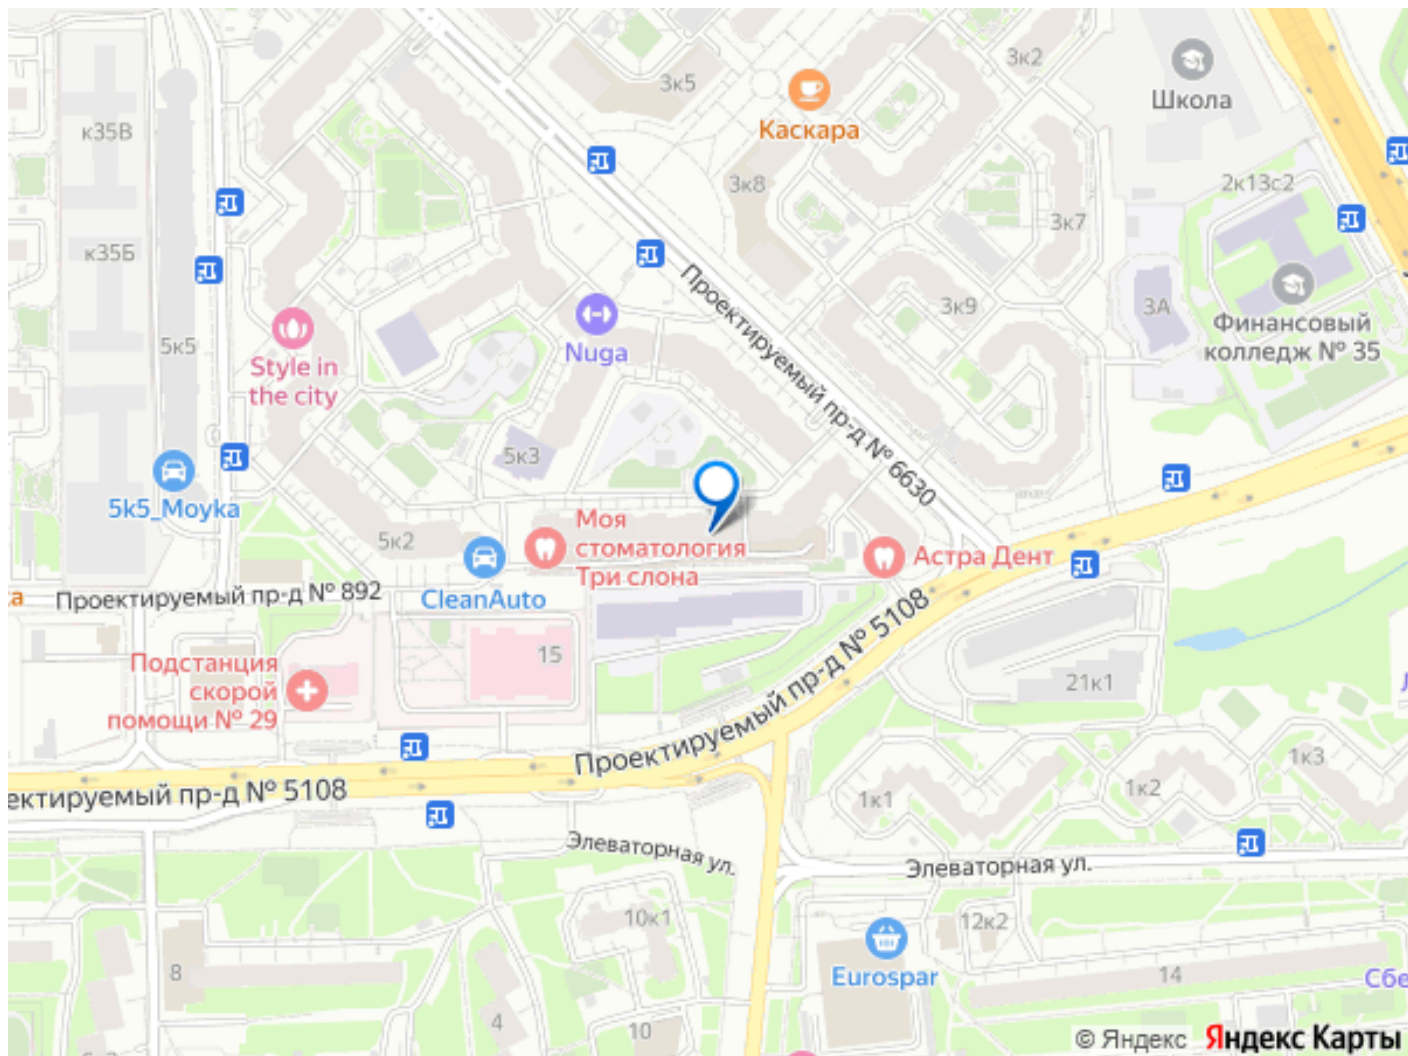 3к2
3к5
Школа
Каскара
к35В
3к8
2к13с2
3к7
к35Б
Проектируемый пр-д № 6630
3А
3к9
Финансовый
колледж № 35
5к5
Nuga
Style in
the city
5к3
5k5_Moyka
Моя
стоматология
Три слона
5к2
Астра Дент
CleanAuto
а
Проектируемый пр-д № 892
15
Подстанция
скорой
помощи № 29
21к1
Проектируемый пр-д № 5108
1к3
1к2
1к1
ектируемый пр-д № 5108
Элеваторная ул.
Элеваторная ул.
10к1
12к2
8
Eurospar
14
Сбе
4
10
© Яндекс Яндекс Карты